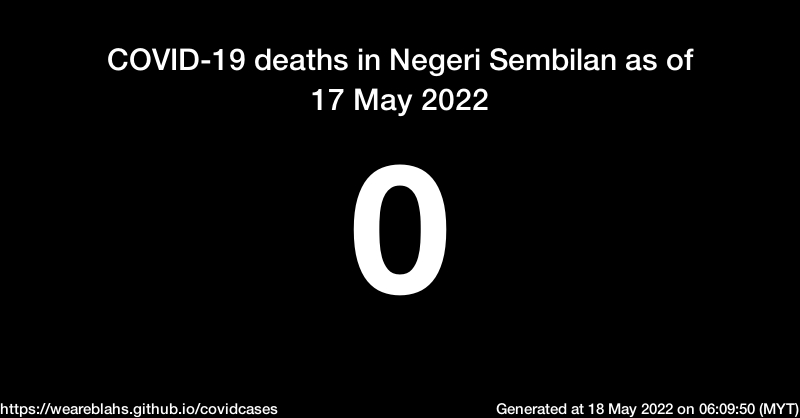 COVID-19 deaths in Negeri Sembilan as of
17 May 2022
0
https://weareblahs.github.io/covidcases
Generated at 18 May 2022 on 06:09:50 (MYT)